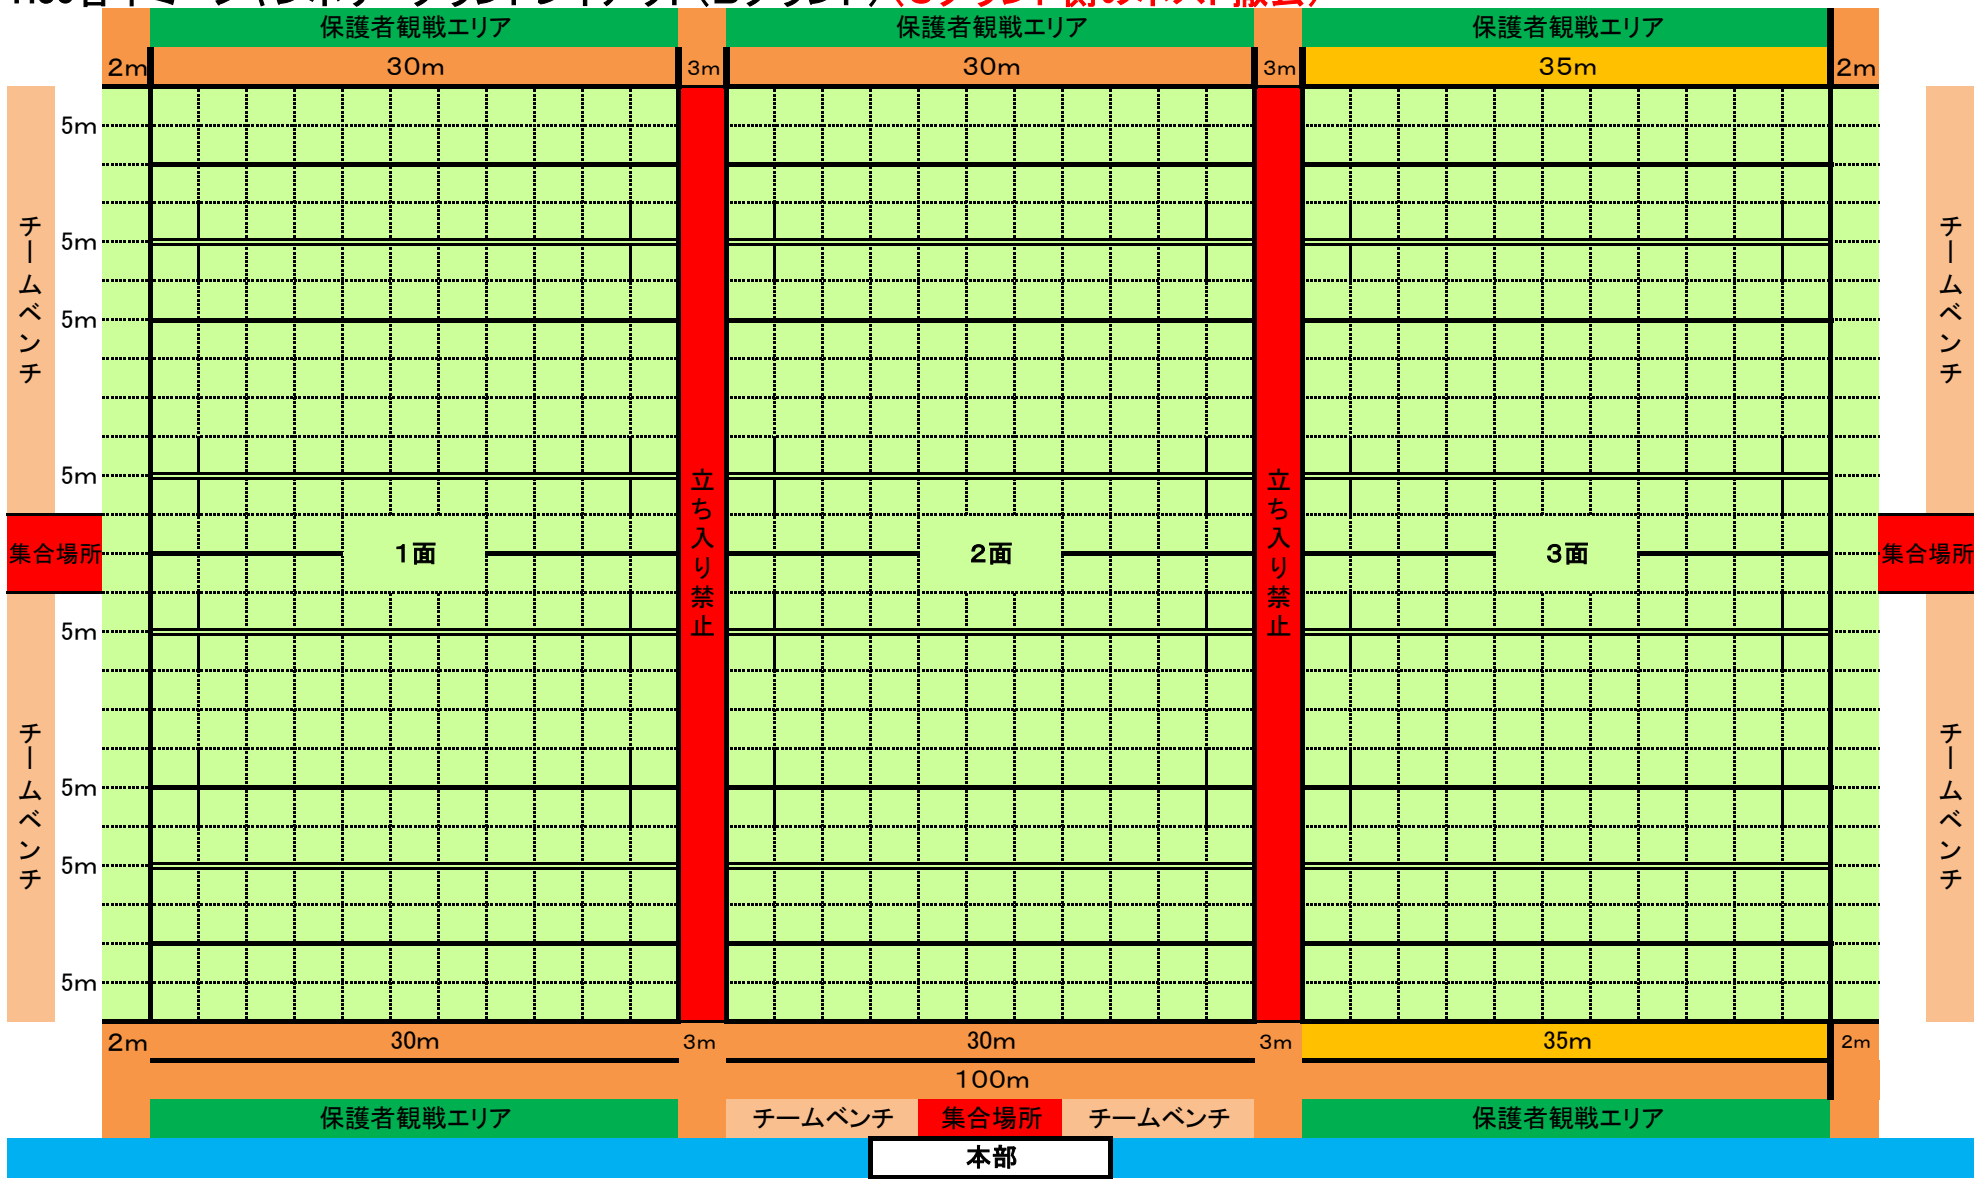 保護者観戦エリア 保護者観戦エリア 保護者観戦エリア
2m 30m 3m 30m 3m 35m 2m
5m
5m
5m
5m
5m
5m
5m
5m
チームベンチ
集合場所
チームベンチ
1面
立ち入り禁止
2面
立ち入り禁止
3面
チームベンチ
集合場所
チームベンチ
2m 30m 3m 30m 3m 35m 2m
100m
保護者観戦エリア チームベンチ 集合場所 チームベンチ 保護者観戦エリア
本部